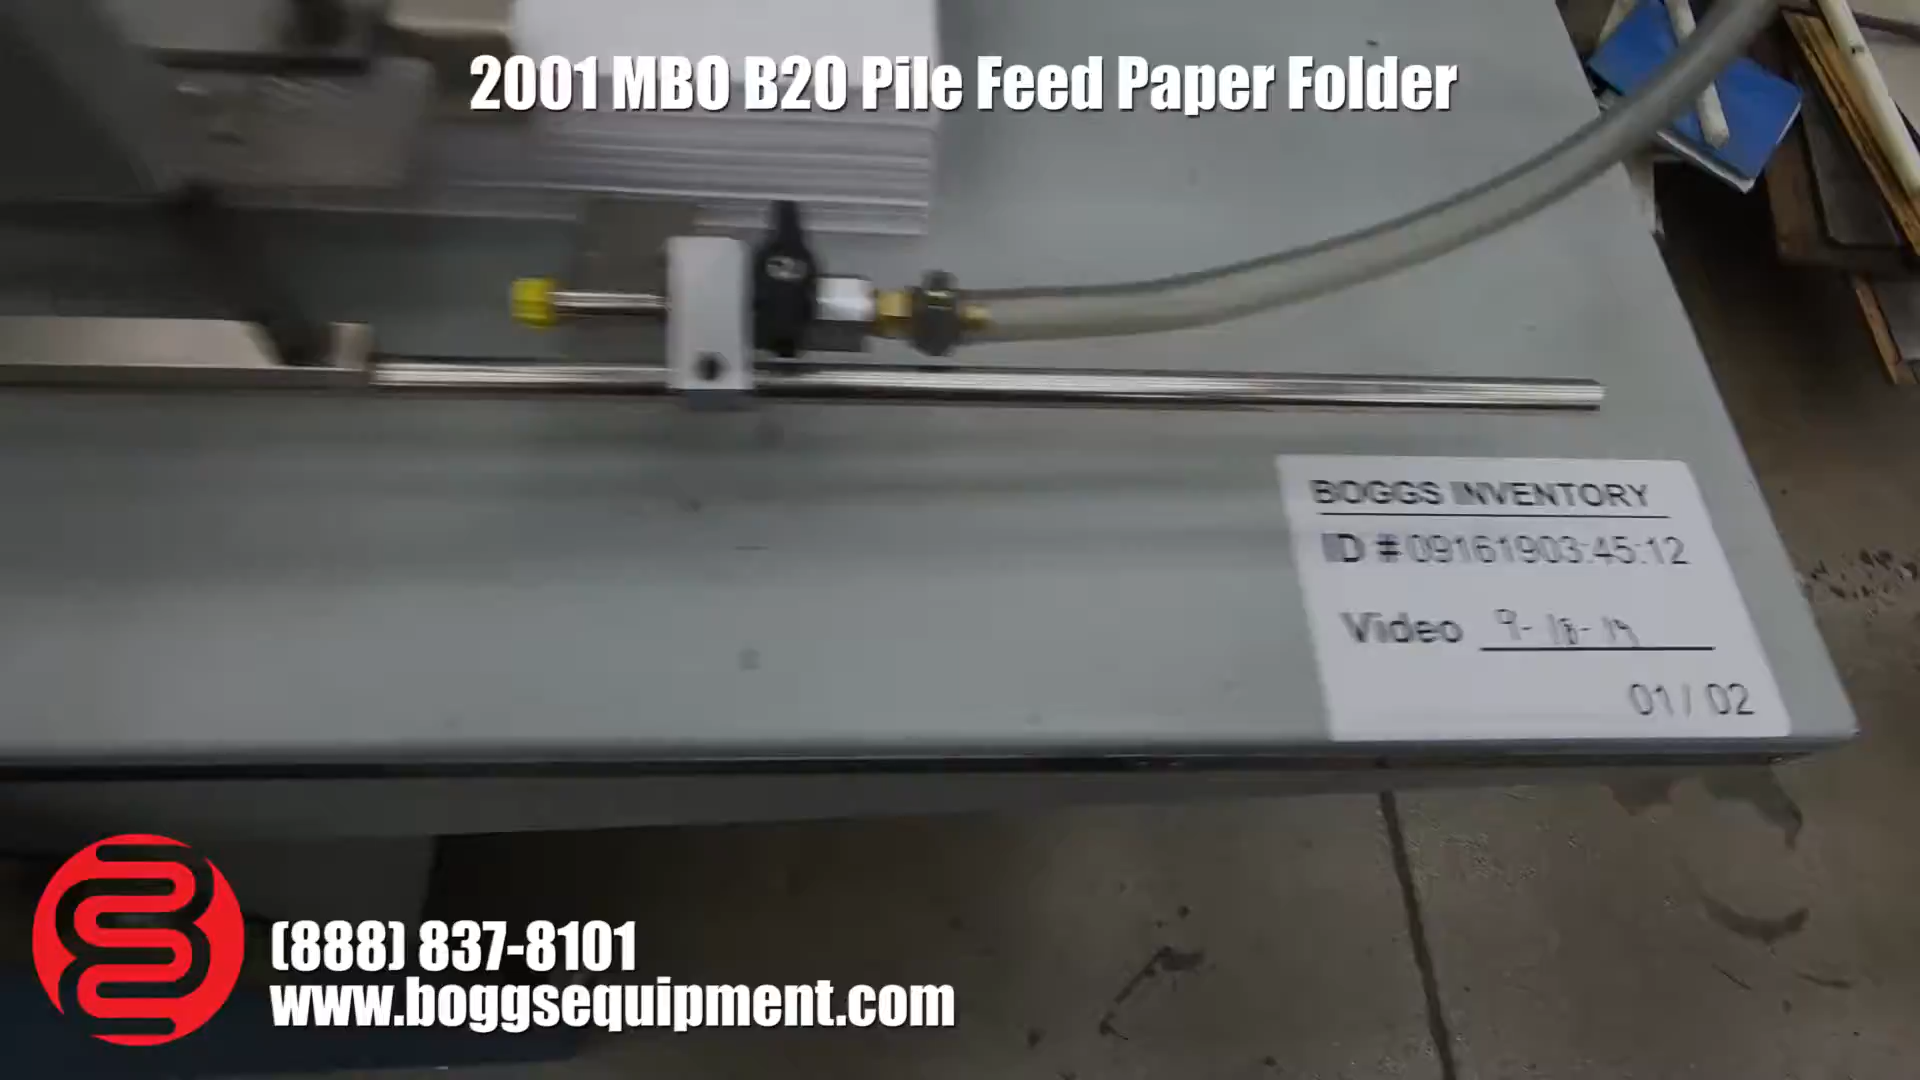 2001 MBO B20 Pile Feed Paper Folder
BOGGS INVENTORY
ID # 09161903:45:12
Video 9-18-19
01 / 02
(888) 837-8101
www.boggsequipment.com